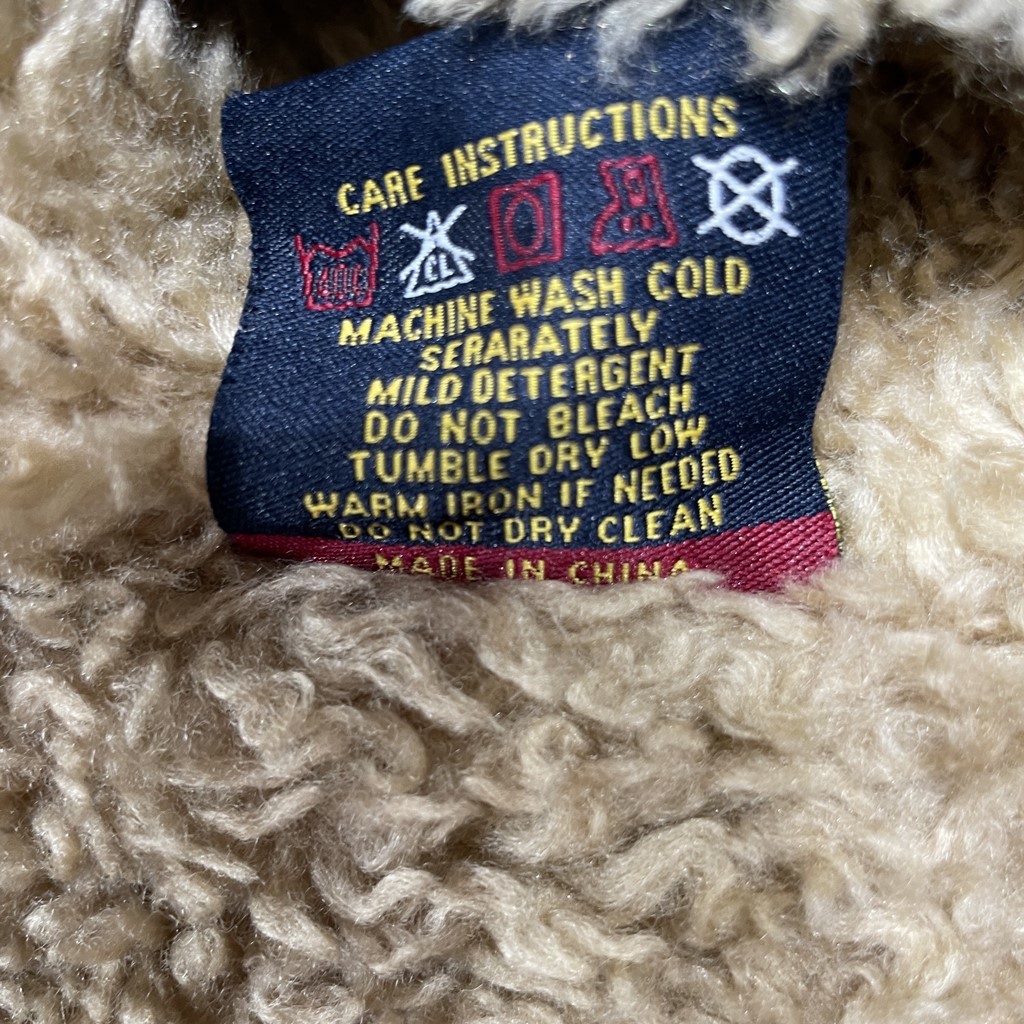 CARE INSTRUCTIONS
CL
MACHINE WASH COLD
SERARATELY
MILD DETERGENT
DO NOT BLEACH
TUMBLE DRY LOW
WARM IRON IF NEEDED
DO NOT DRY CLEAN
MADE IN CHINA